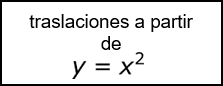 traslaciones a partir
de
y = x²